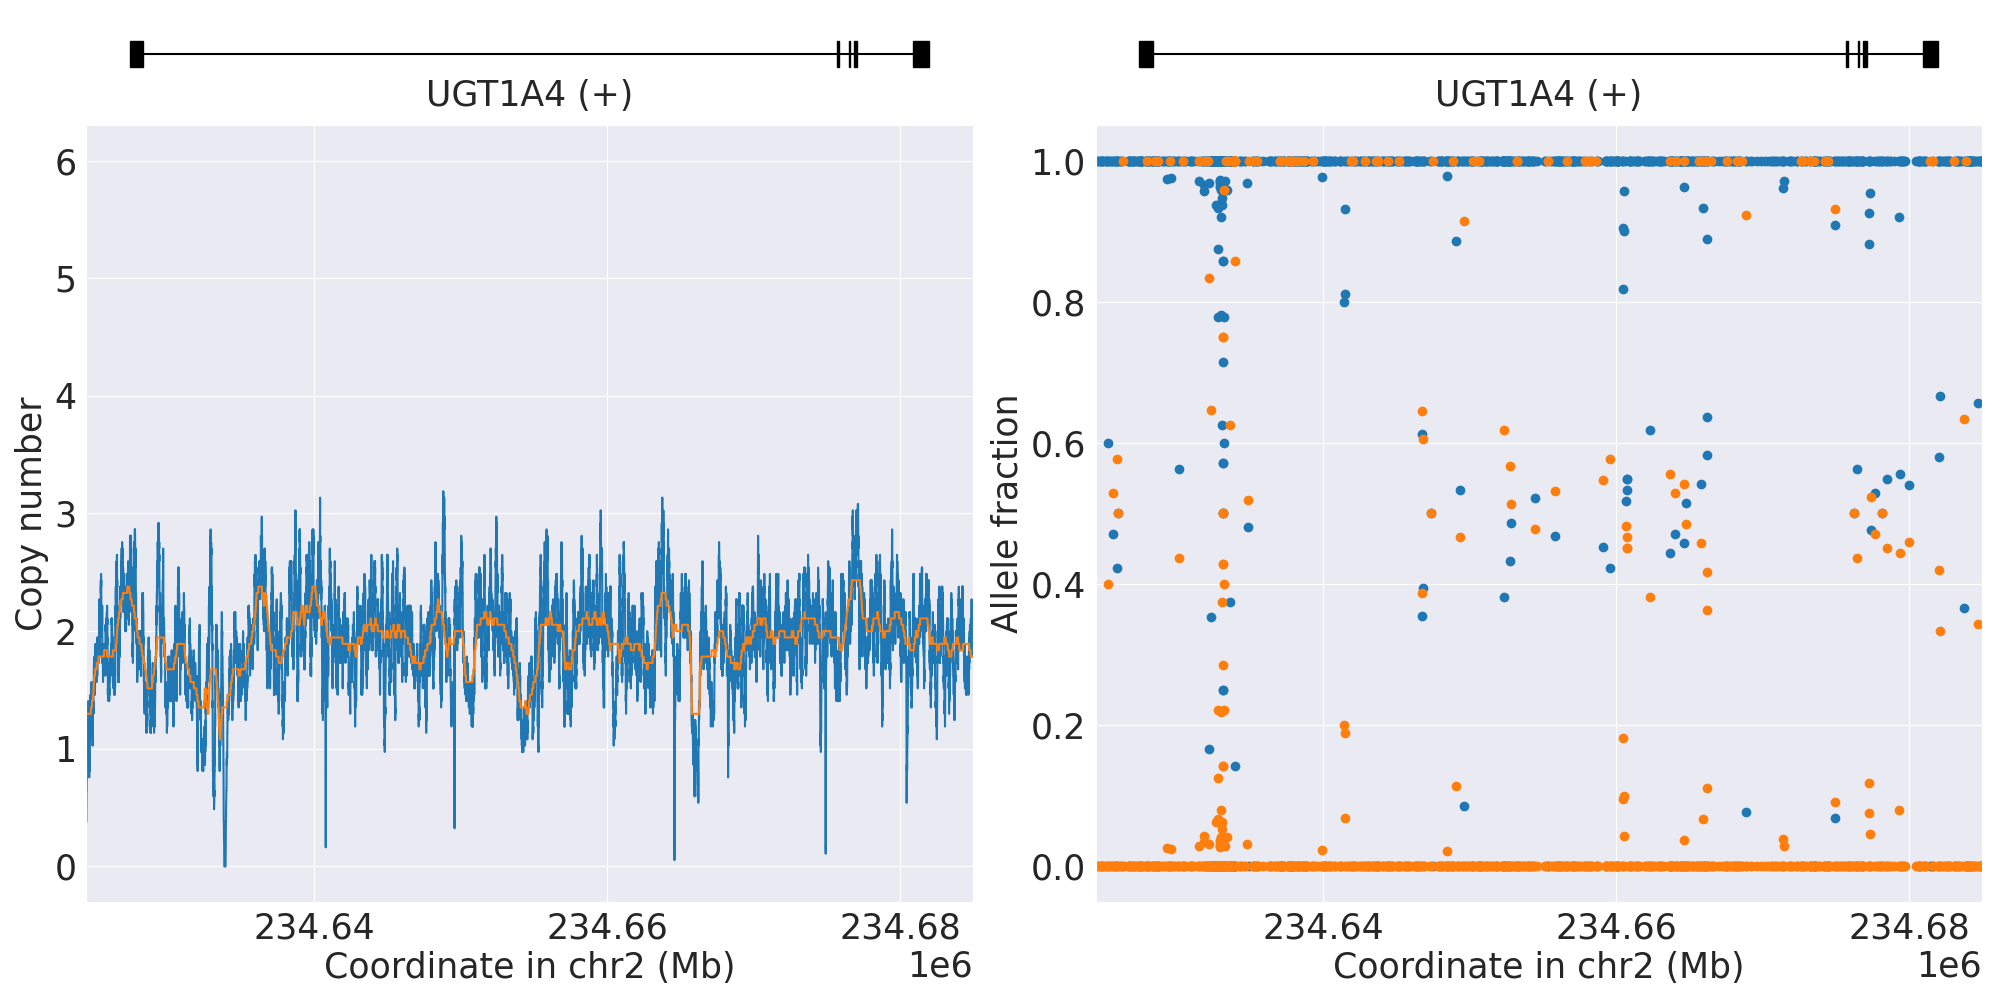 UGT1A4 (+)
Copy number
6
5
4
3
2
1
0
234.64 234.66 234.68
1e6
Coordinate in chr2 (Mb)
UGT1A4 (+)
Allele fraction
1.0
0.8
0.6
0.4
0.2
0.0
234.64 234.66 234.68
1e6
Coordinate in chr2 (Mb)